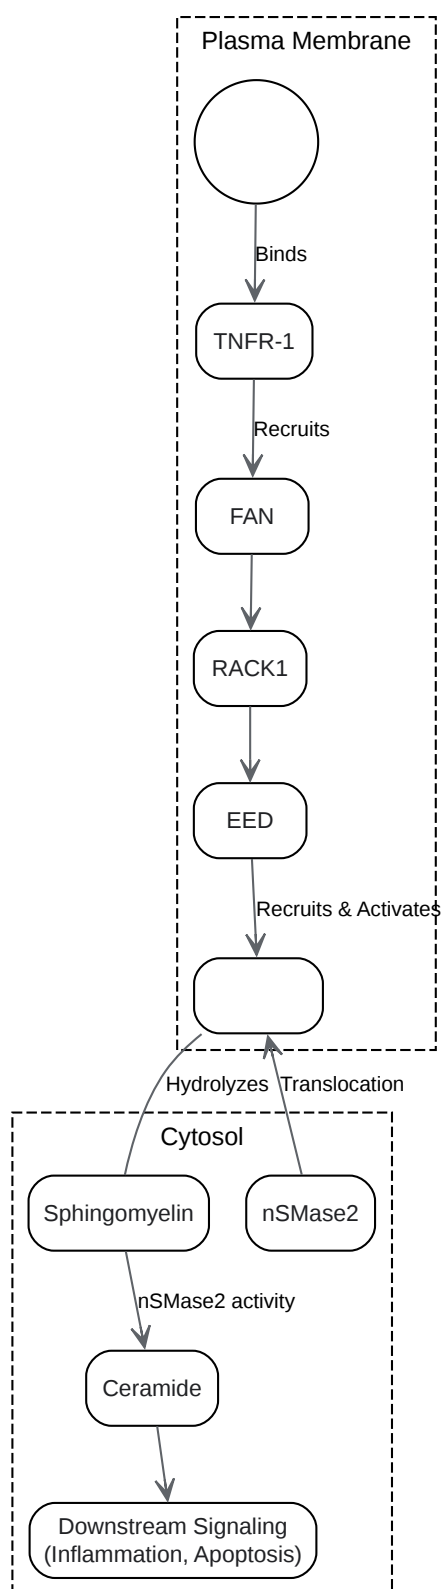 Plasma Membrane
Binds
TNFR-1
Recruits
FAN
RACK1
EED
Recruits & Activates
Hydrolyzes
Translocation
Cytosol
Sphingomyelin
nSMase2
nSMase2 activity
Ceramide
Downstream Signaling
(Inflammation, Apoptosis)